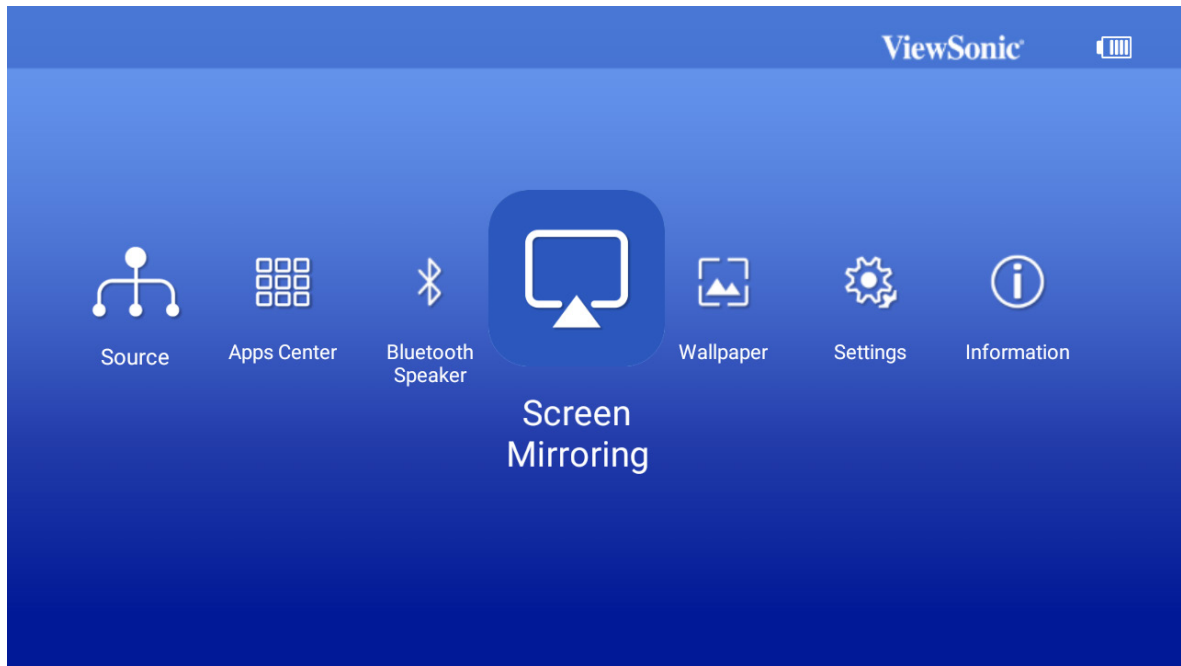 ViewSonic®
Source
Apps Center
Bluetooth
Speaker
Screen
Mirroring
Wallpaper
Settings
Information